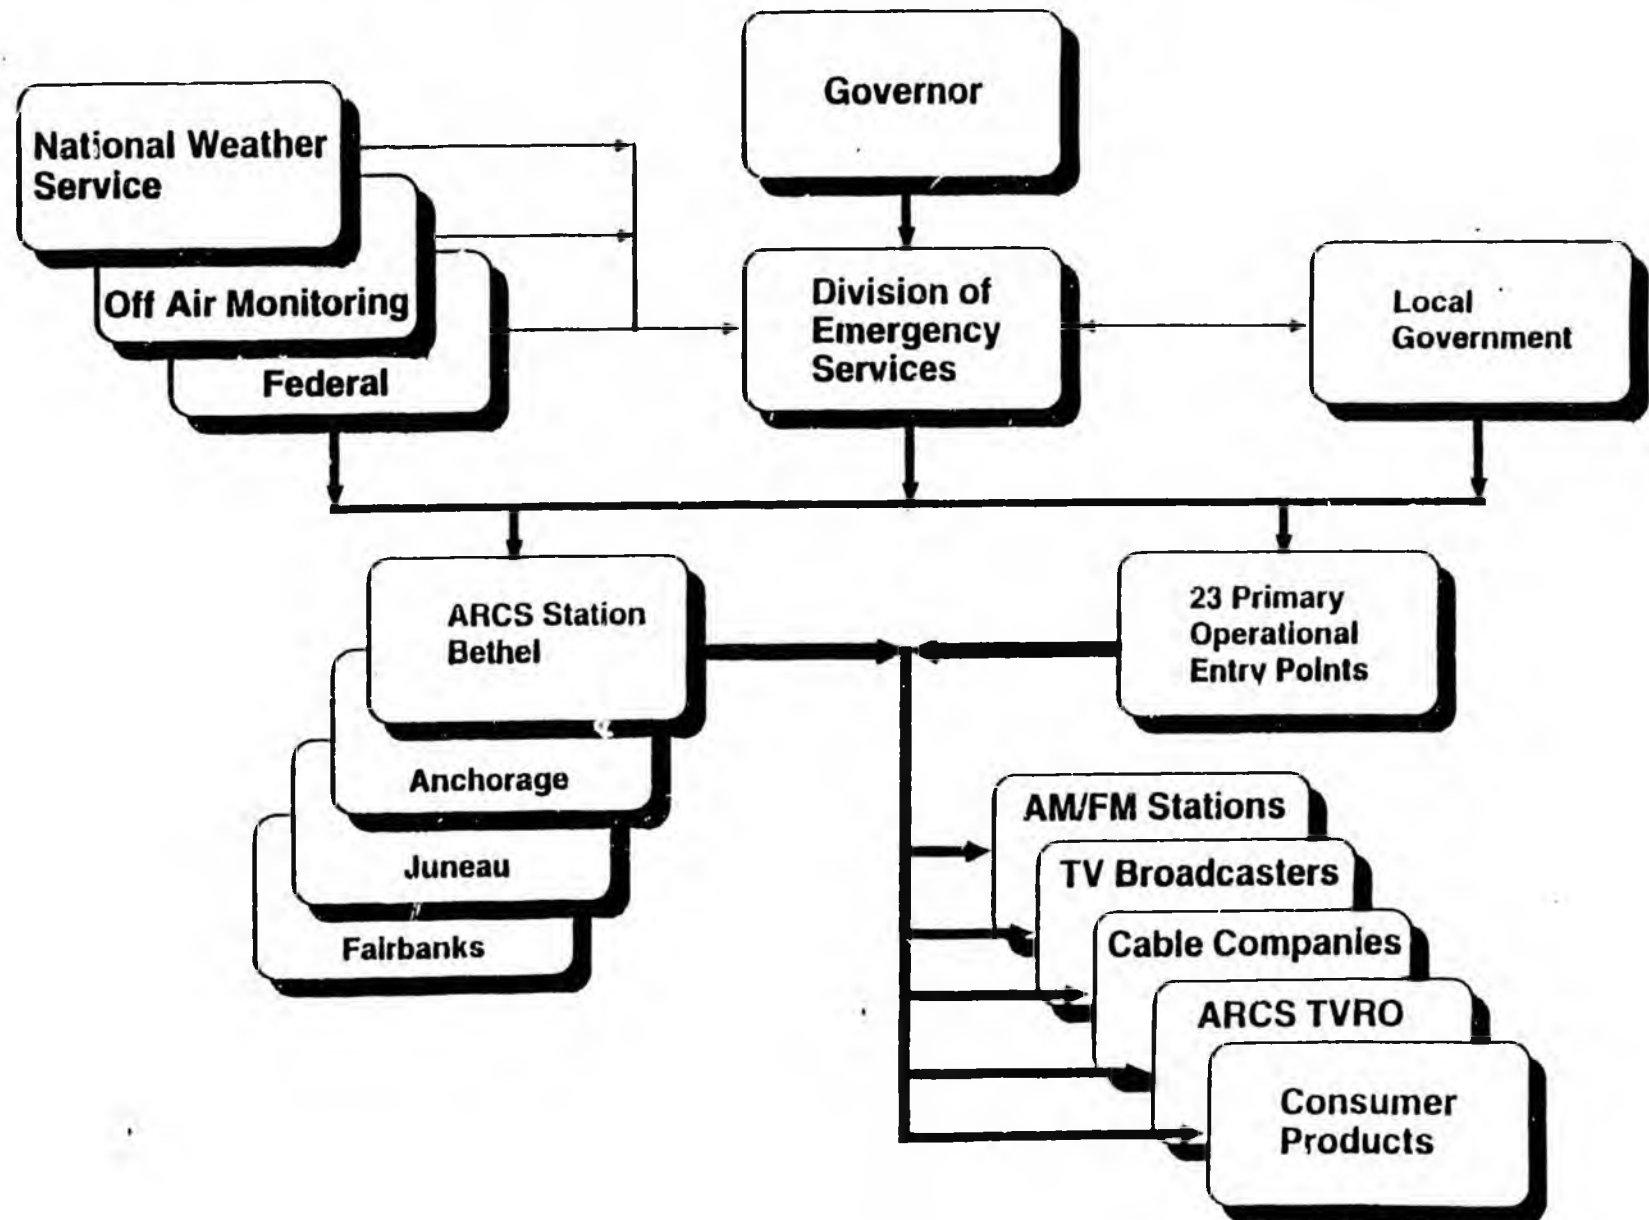 Governor
National Weather
Service
Off Air Monitoring
Federal
Division of
Emergency
Services
Local
Government
ARCS Station
Bethel
Anchorage
Juneau
Fairbanks
23 Primary
Operational
Entry Points
AM/FM Stations
TV Broadcasters
Cable Companies
ARCS TVRO
Consumer
Products